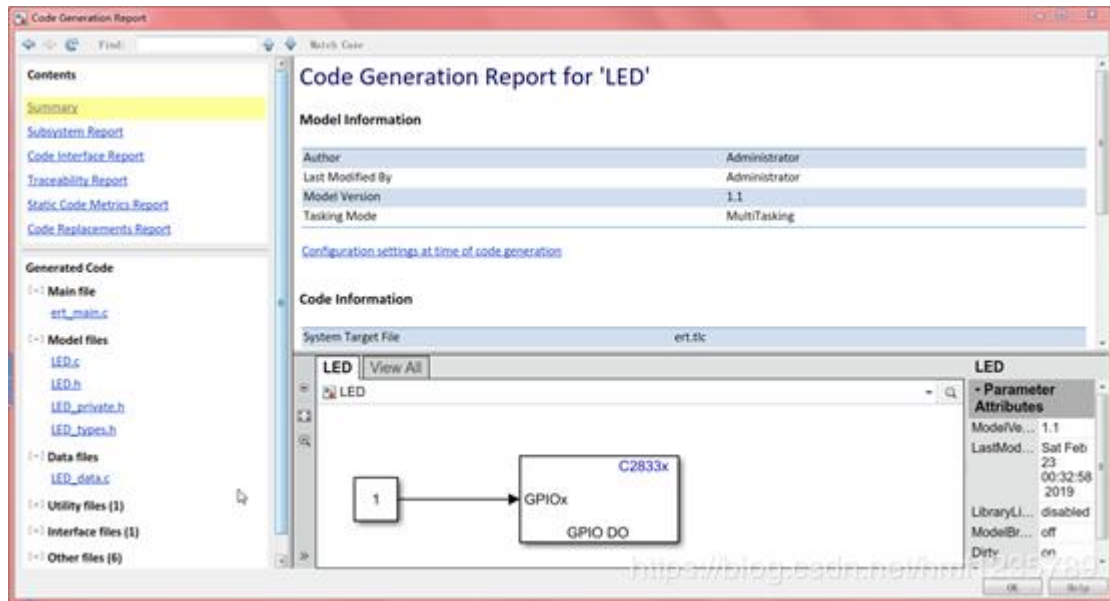 Code Generation Report
Find:
Match Case
Contents
Summary
Subsystem Report
Code Interface Report
Traceability Report
Static Code Metrics Report
Code Replacements Report
Generated Code
[-] Main file
ert_main.c
[-] Model files
LED.c
LED.h
LED_private.h
LED_types.h
[-] Data files
LED_data.c
[+] Utility files (1)
[+] Interface files (1)
[+] Other files (6)
Code Generation Report for 'LED'
Model Information
Author Administrator
Last Modified By Administrator
Model Version 1.1
Tasking Mode MultiTasking
Configuration settings at time of code generation
Code Information
System Target File ert.tlc
LED View All
LED
1
C2833x
GPIOx
GPIO DO
LED
- Parameter Attributes
ModelVe... 1.1
LastMod... Sat Feb 23 00:32:58 2019
LibraryLi... disabled
ModelBr... off
Dirty on
OK Help